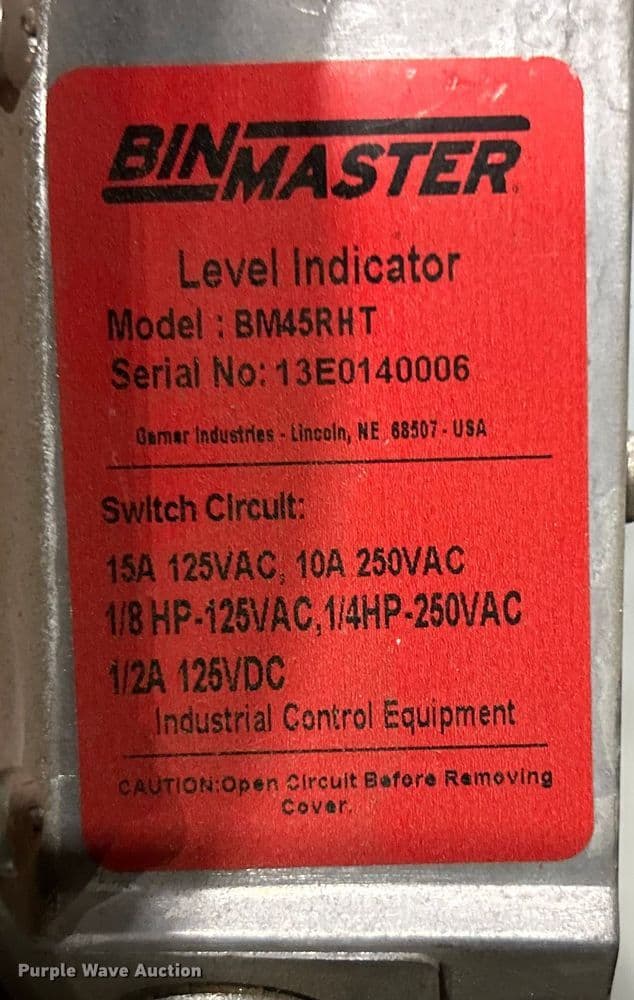 BINMASTER
Level Indicator
Model : BM45RHT
Serial No: 13E0140006
Garner Industries - Lincoln, NE 68507 - USA
Switch Circuit:
15A 125VAC, 10A 250VAC
1/8 HP-125VAC,1/4HP-250VAC
1/2A 125VDC
Industrial Control Equipment
CAUTION:Open Circuit Before Removing
Cover.
Purple Wave Auction